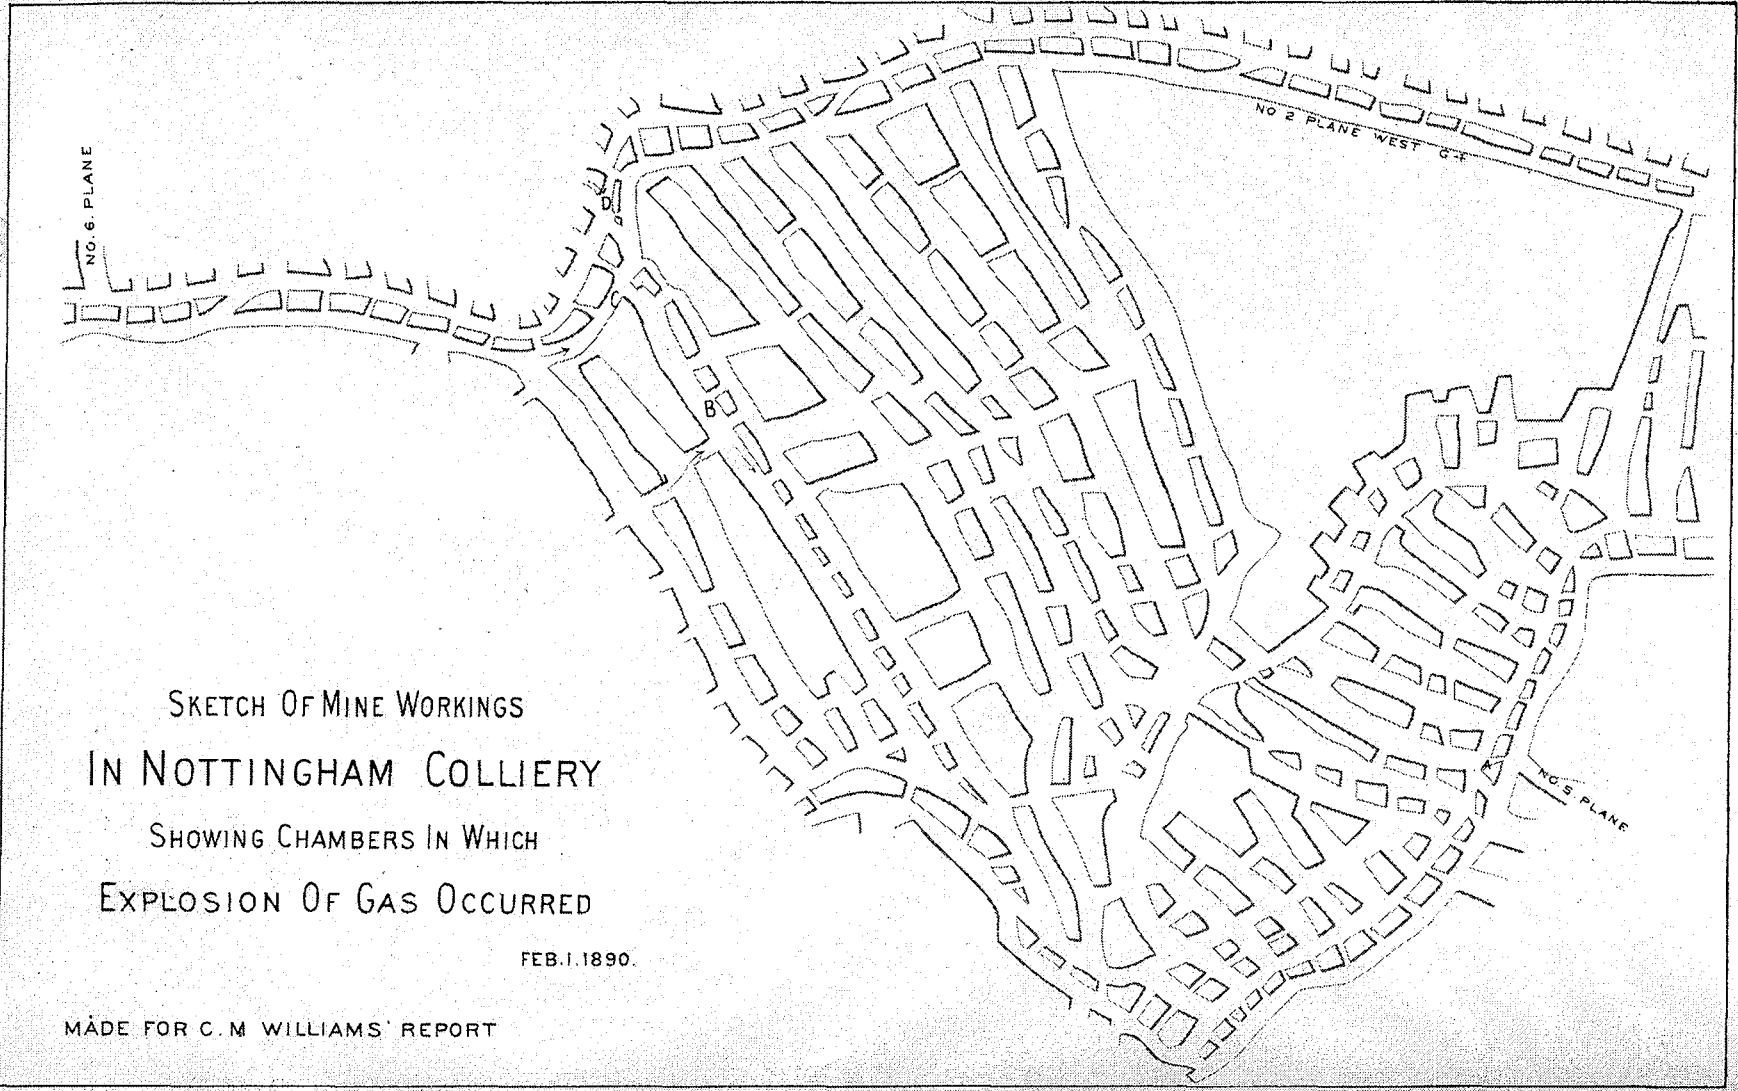 NO. 6. PLANE
NO 2 PLANE WEST G-F
D
C
B
A
NO. 5. PLANE
SKETCH OF MINE WORKINGS
IN NOTTINGHAM COLLIERY
SHOWING CHAMBERS IN WHICH
EXPLOSION OF GAS OCCURRED
FEB.1.1890.
MADE FOR C. M WILLIAMS' REPORT